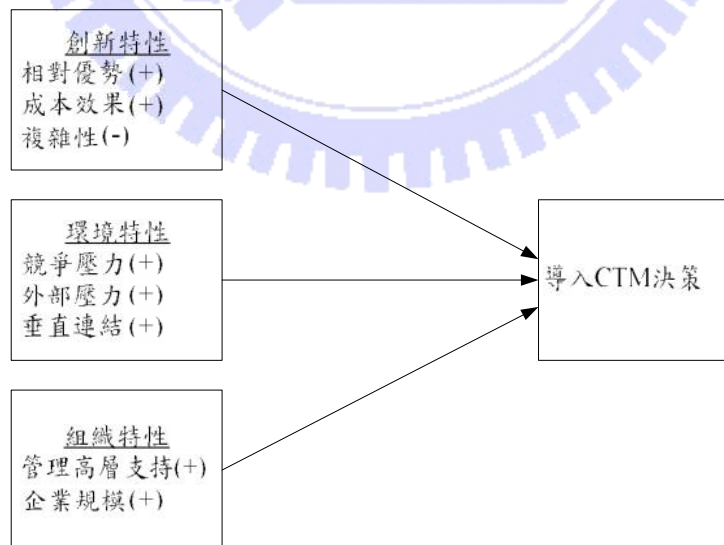 創新特性
相對優勢(+)
成本效果(+)
複雜性(-)
環境特性
競爭壓力(+)
外部壓力(+)
垂直連結(+)
導入CTM決策
組織特性
管理高層支持(+)
企業規模(+)